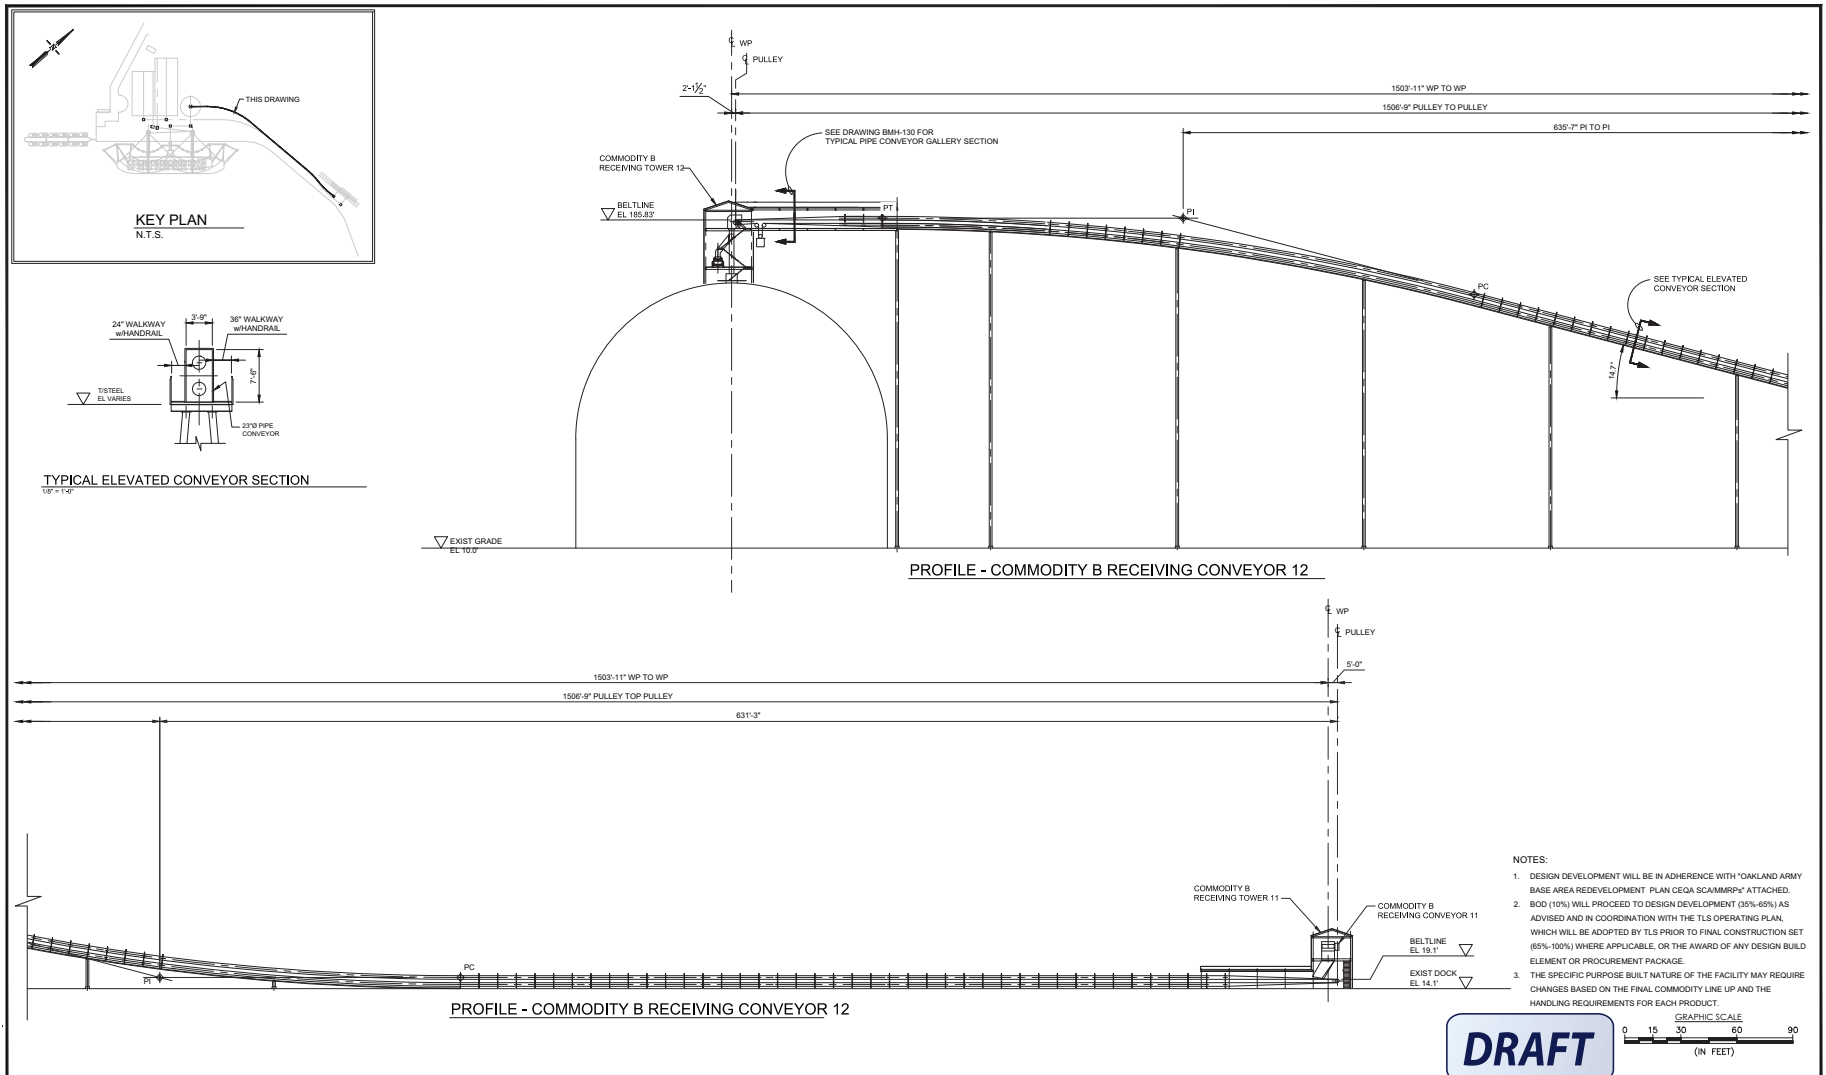 THIS DRAWING
KEY PLAN
N.T.S.
℄ WP
℄ PULLEY
2'-1½"
1503'-11" WP TO WP
1506'-9" PULLEY TO PULLEY
635'-7" PI TO PI
SEE DRAWING BMH-130 FOR
TYPICAL PIPE CONVEYOR GALLERY SECTION
COMMODITY B
RECEIVING TOWER 12
BELTLINE
EL 185.83'
PT
PI
PC
SEE TYPICAL ELEVATED
CONVEYOR SECTION
14.7°
24" WALKWAY
w/HANDRAIL
3'-9"
36" WALKWAY
w/HANDRAIL
7'-6"
T/STEEL
EL VARIES
23"Ø PIPE
CONVEYOR
TYPICAL ELEVATED CONVEYOR SECTION
1/8" = 1'-0"
EXIST GRADE
EL 10.0'
PROFILE - COMMODITY B RECEIVING CONVEYOR 12
℄ WP
℄ PULLEY
5'-0"
1503'-11" WP TO WP
1506'-9" PULLEY TOP PULLEY
631'-3"
PI
PC
COMMODITY B
RECEIVING TOWER 11
COMMODITY B
RECEIVING CONVEYOR 11
BELTLINE
EL 19.1'
EXIST DOCK
EL 14.1'
PROFILE - COMMODITY B RECEIVING CONVEYOR 12
NOTES:
1. DESIGN DEVELOPMENT WILL BE IN ADHERENCE WITH "OAKLAND ARMY
BASE AREA REDEVELOPMENT PLAN CEQA SCA/MMRPs" ATTACHED.
2. BOD (10%) WILL PROCEED TO DESIGN DEVELOPMENT (35%-65%) AS
ADVISED AND IN COORDINATION WITH THE TLS OPERATING PLAN,
WHICH WILL BE ADOPTED BY TLS PRIOR TO FINAL CONSTRUCTION SET
(65%-100%) WHERE APPLICABLE, OR THE AWARD OF ANY DESIGN BUILD
ELEMENT OR PROCUREMENT PACKAGE.
3. THE SPECIFIC PURPOSE BUILT NATURE OF THE FACILITY MAY REQUIRE
CHANGES BASED ON THE FINAL COMMODITY LINE UP AND THE
HANDLING REQUIREMENTS FOR EACH PRODUCT.
GRAPHIC SCALE
0 15 30 60 90
(IN FEET)
DRAFT